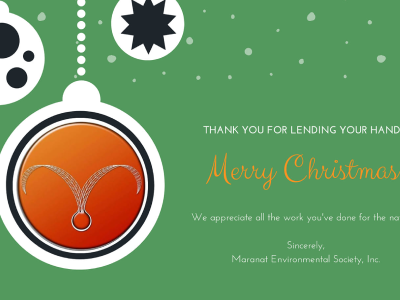 THANK YOU FOR LENDING YOUR HAND
Merry Christmas
We appreciate all the work you've done for the
Sincerely,
Maranat Environmental Society, Inc.